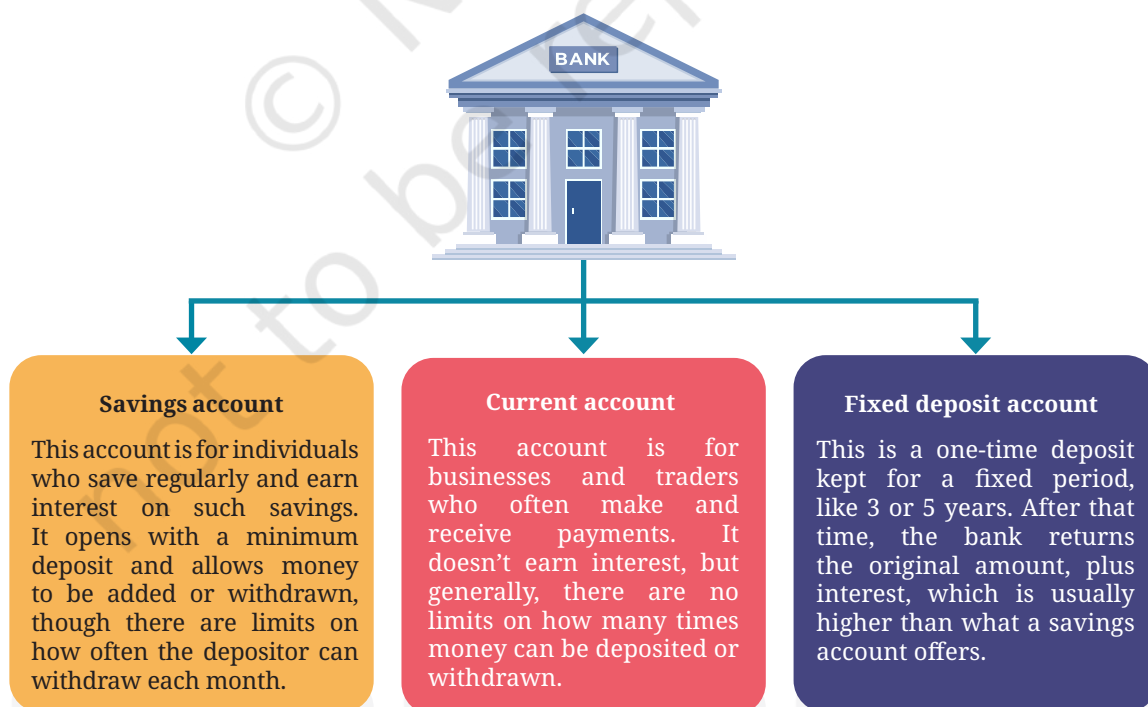 BANK
Savings account
This account is for individuals
who save regularly and earn
interest on such savings.
It opens with a minimum
deposit and allows money
to be added or withdrawn,
though there are limits on
how often the depositor can
withdraw each month.
Current account
This account is for
businesses and traders
who often make and
receive payments. It
doesn’t earn interest, but
generally, there are no
limits on how many times
money can be deposited or
withdrawn.
Fixed deposit account
This is a one-time deposit
kept for a fixed period,
like 3 or 5 years. After that
time, the bank returns
the original amount, plus
interest, which is usually
higher than what a savings
account offers.
©
not to be re